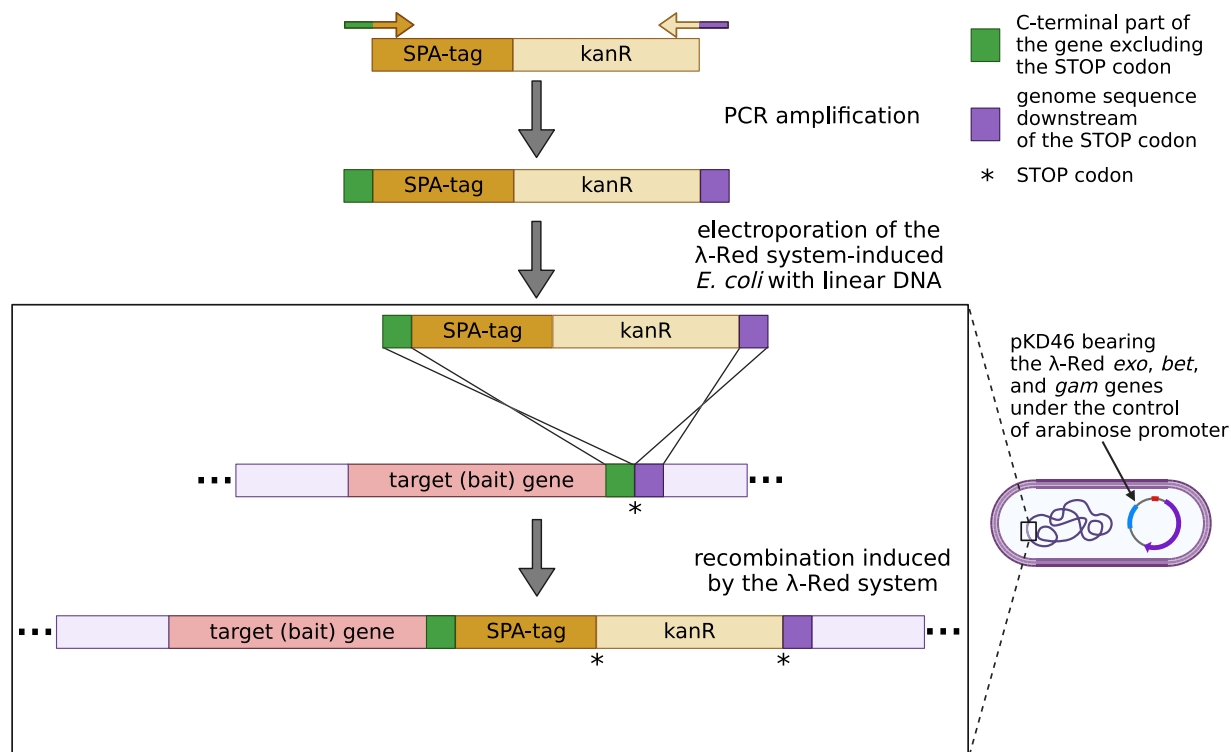 SPA-tag kanR
C-terminal part of
the gene excluding
the STOP codon
genome sequence
downstream
of the STOP codon
* STOP codon
PCR amplification
SPA-tag kanR
electroporation of the
λ-Red system-induced
E. coli with linear DNA
SPA-tag kanR
pKD46 bearing
the λ-Red exo, bet,
and gam genes
under the control
of arabinose promoter
... target (bait) gene ...
*
recombination induced
by the λ-Red system
... target (bait) gene SPA-tag kanR ...
* *